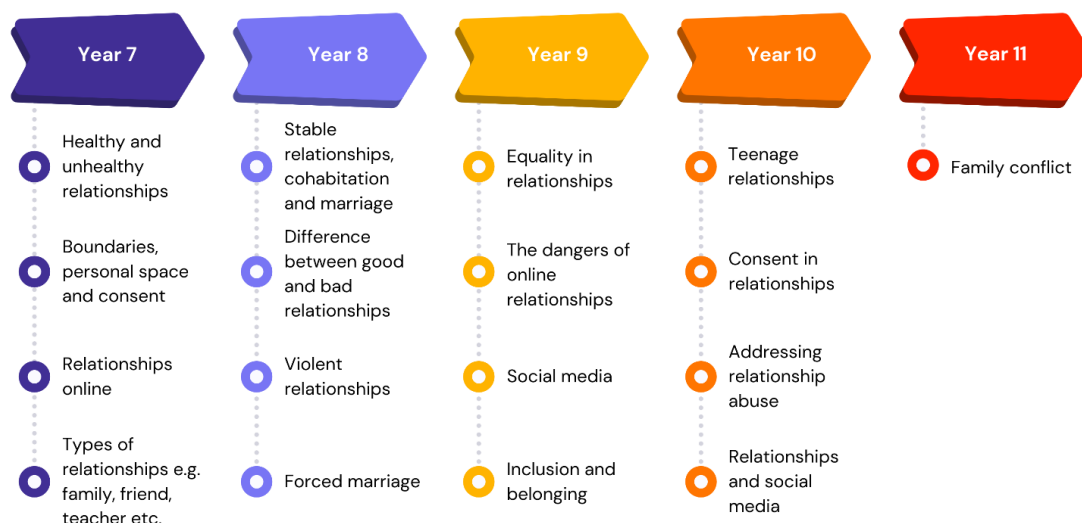 Year 7
Healthy and
unhealthy
relationships
Boundaries,
personal space
and consent
Relationships
online
Types of
relationships e.g.
family, friend,
teacher etc.
Year 8
Stable
relationships,
cohabitation
and marriage
Difference
between good
and bad
relationships
Violent
relationships
Forced marriage
Year 9
Equality in
relationships
The dangers of
online
relationships
Social media
Inclusion and
belonging
Year 10
Teenage
relationships
Consent in
relationships
Addressing
relationship
abuse
Relationships
and social
media
Year 11
Family conflict